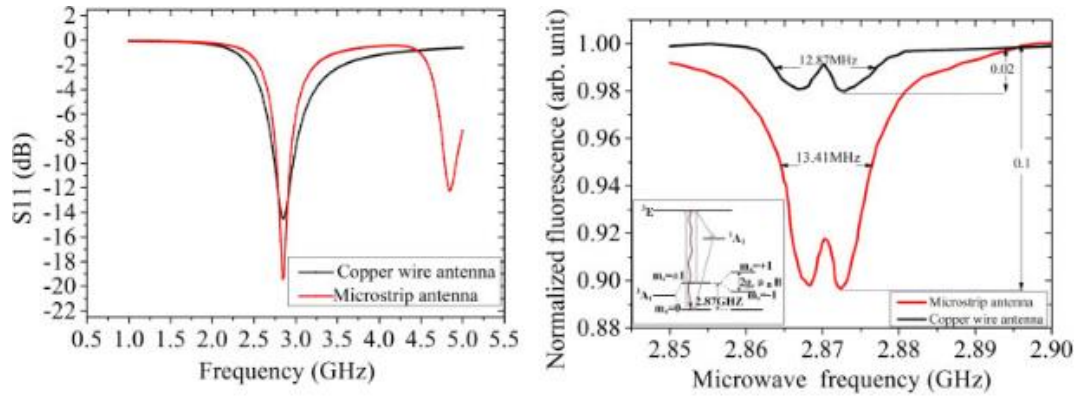 0
-2
-4
-6
-8
-10
-12
-14
-16
-18
-20
-22
S11 (dB)
Copper wire antenna
Microstrip antenna
0.5 1.0 1.5 2.0 2.5 3.0 3.5 4.0 4.5 5.0 5.5
Frequency (GHz)
1.00
0.98
0.96
0.94
0.92
0.90
0.88
Normalized fluorescence (arb. unit)
12.87MHz
0.02
13.41MHz
0.1
³E
¹A₁
mₛ=+1
mₛ=±1
³A₁
mₛ=-1
mₛ=0
2.87GHZ
Microstrip antenna
Copper wire antenna
2.85 2.86 2.87 2.88 2.89 2.90
Microwave frequency (GHz)